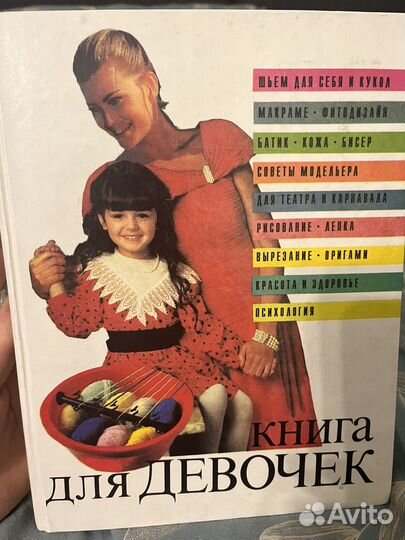 ШЬЕМ ДЛЯ СЕБЯ И КУКОЛ
МАКРАМЕ • ФИТОДИЗАЙН
БАТИК • КОЖА • БИСЕР
СОВЕТЫ МОДЕЛЬЕРА
ДЛЯ ТЕАТРА И КАРНАВАЛА
РИСОВАНИЕ • ЛЕПКА
ВЫРЕЗАНИЕ • ОРИГАМИ
КРАСОТА И ЗДОРОВЬЕ
ПСИХОЛОГИЯ
КНИГА
ДЛЯ ДЕВОЧЕК
Avito